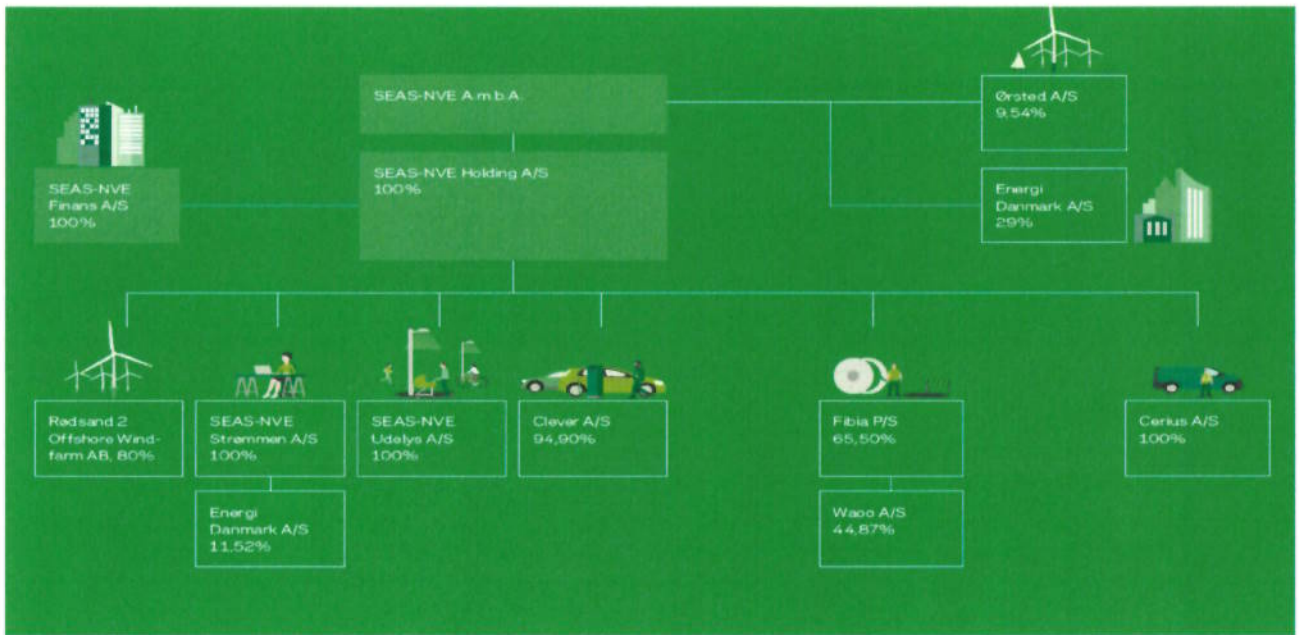 SEAS-NVE A.m.b.A.
Ørsted A/S
9,54%
SEAS-NVE Holding A/S
100%
SEAS-NVE
Finans A/S
100%
Energi
Danmark A/S
29%
Rødsand 2
Offshore Wind-
farm AB, 80%
SEAS-NVE
Strømmen A/S
100%
SEAS-NVE
Udelys A/S
100%
Clever A/S
94,90%
Fibia P/S
65,50%
Cerius A/S
100%
Energi
Danmark A/S
11,52%
Waoo A/S
44,87%